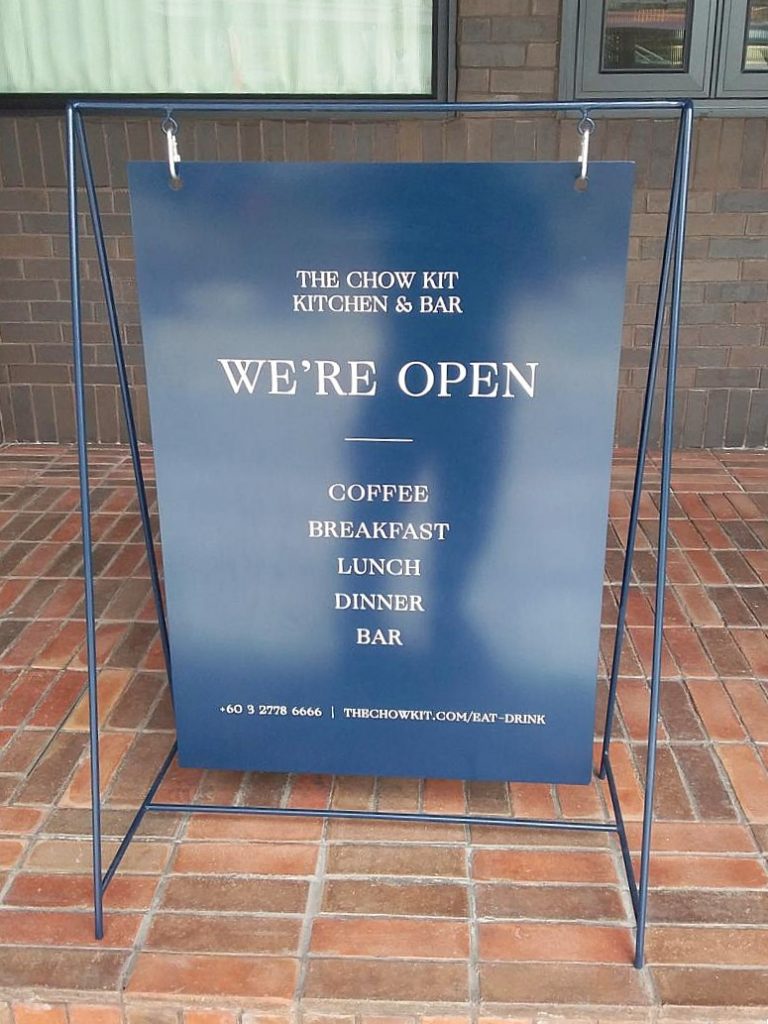 THE CHOW KIT
KITCHEN & BAR
WE'RE OPEN
COFFEE
BREAKFAST
LUNCH
DINNER
BAR
+60 3 2778 6666 | THECHOWKIT.COM/EAT-DRINK